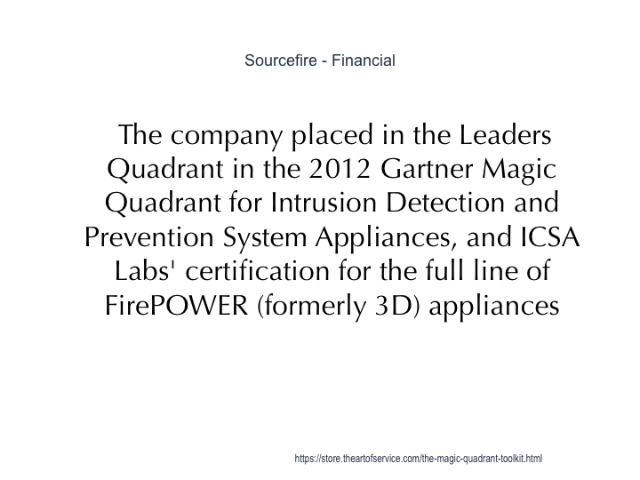 Sourcefire - Financial
The company placed in the Leaders
Quadrant in the 2012 Gartner Magic
Quadrant for Intrusion Detection and
Prevention System Appliances, and ICSA
Labs' certification for the full line of
FirePOWER (formerly 3D) appliances
https://store.theartofservice.com/the-magic-quadrant-toolkit.html